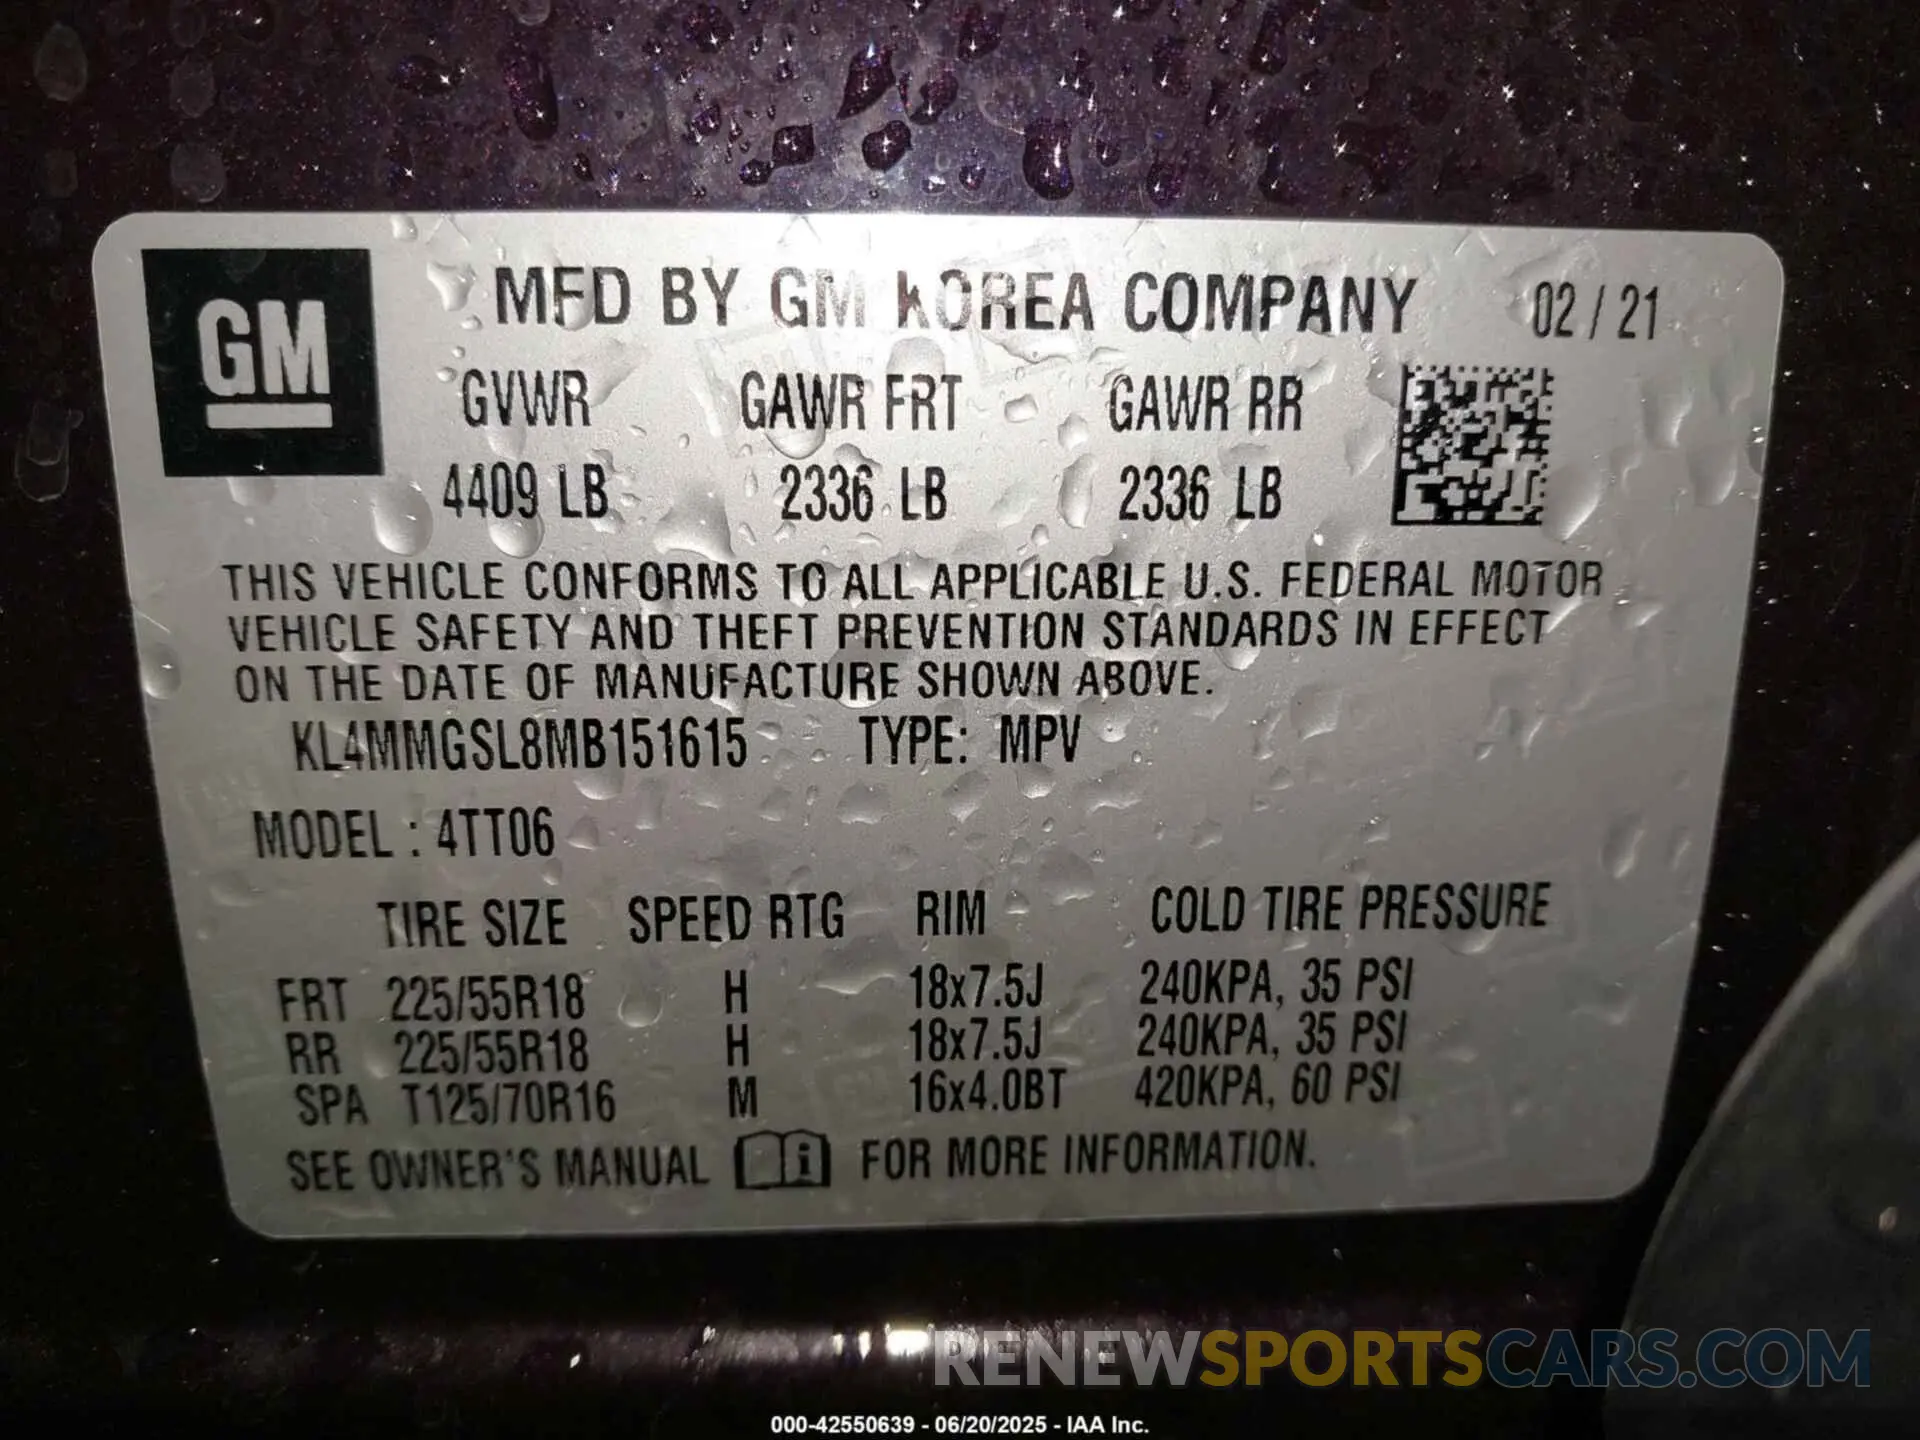 GM
MFD BY GM KOREA COMPANY 02 / 21
GVWR GAWR FRT GAWR RR
4409 LB 2336 LB 2336 LB
THIS VEHICLE CONFORMS TO ALL APPLICABLE U.S. FEDERAL MOTOR
VEHICLE SAFETY AND THEFT PREVENTION STANDARDS IN EFFECT
ON THE DATE OF MANUFACTURE SHOWN ABOVE.
KL4MMGSL8MB151615 TYPE: MPV
MODEL : 4TT06
TIRE SIZE SPEED RTG RIM COLD TIRE PRESSURE
FRT 225/55R18 H 18x7.5J 240KPA, 35 PSI
RR 225/55R18 H 18x7.5J 240KPA, 35 PSI
SPA T125/70R16 M 16x4.0BT 420KPA, 60 PSI
SEE OWNER'S MANUAL i FOR MORE INFORMATION.
RENEWSPORTSCARS.COM
000-42550639 - 06/20/2025 - IAA Inc.